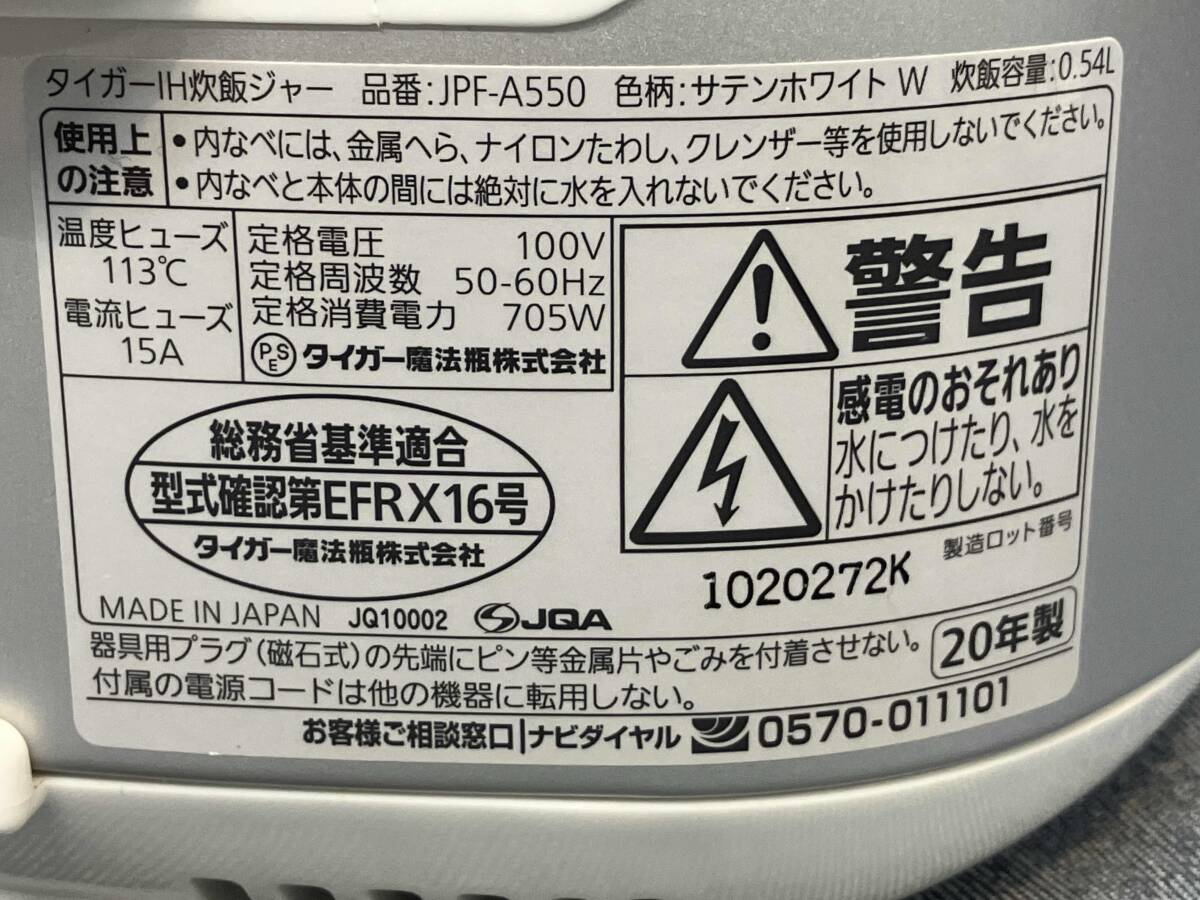 タイガーIH炊飯ジャー 品番:JPF-A550 色柄:サテンホワイト W 炊飯容量:0.54L
使用上の注意
•内なべには、金属へら、ナイロンたわし、クレンザー等を使用しないでください。
•内なべと本体の間には絶対に水を入れないでください。
温度ヒューズ
113℃
電流ヒューズ
15A
定格電圧 100V
定格周波数 50-60Hz
定格消費電力 705W
PSE タイガー魔法瓶株式会社
警告
感電のおそれあり
水につけたり、水を
かけたりしない。
総務省基準適合
型式確認第EFRX16号
タイガー魔法瓶株式会社
1020272K 製造ロット番号
MADE IN JAPAN JQ10002 JQA
器具用プラグ(磁石式)の先端にピン等金属片やごみを付着させない。
付属の電源コードは他の機器に転用しない。
20年製
お客様ご相談窓口|ナビダイヤル 0570-011101